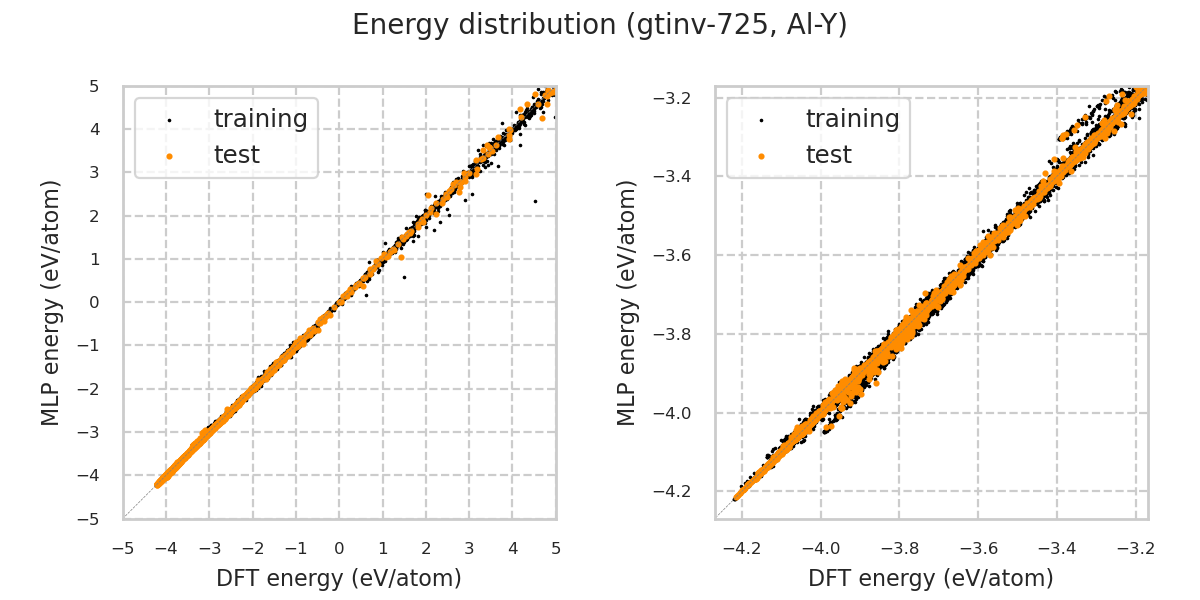 Energy distribution (gtinv-725, Al-Y)
training
test
5
4
3
2
1
0
−1
−2
−3
−4
−5
MLP energy (eV/atom)
−5 −4 −3 −2 −1 0 1 2 3 4 5
DFT energy (eV/atom)
training
test
−3.2
−3.4
−3.6
−3.8
−4.0
−4.2
MLP energy (eV/atom)
−4.2 −4.0 −3.8 −3.6 −3.4 −3.2
DFT energy (eV/atom)